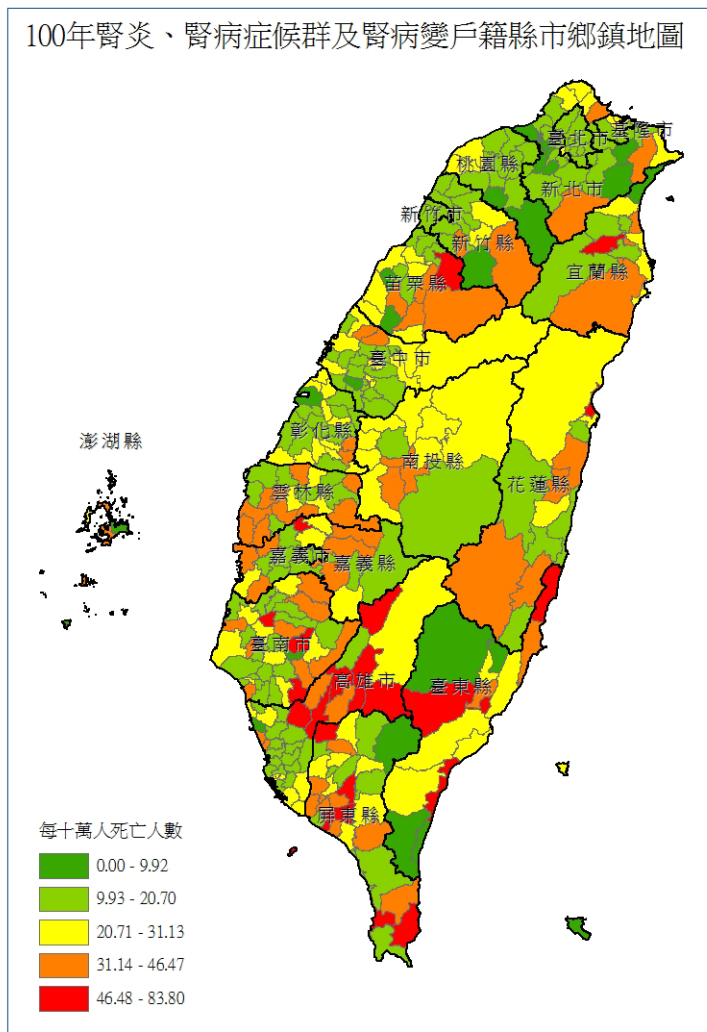 100年腎炎、腎病症候群及腎病變戶籍縣市鄉鎮地圖
基隆市
臺北市
桃園縣
新北市
新竹市
新竹縣
宜蘭縣
苗栗縣
臺中市
彰化縣
澎湖縣
南投縣
花蓮縣
雲林縣
嘉義市
嘉義縣
臺南市
高雄市
臺東縣
屏東縣
每十萬人死亡人數
0.00 - 9.92
9.93 - 20.70
20.71 - 31.13
31.14 - 46.47
46.48 - 83.80